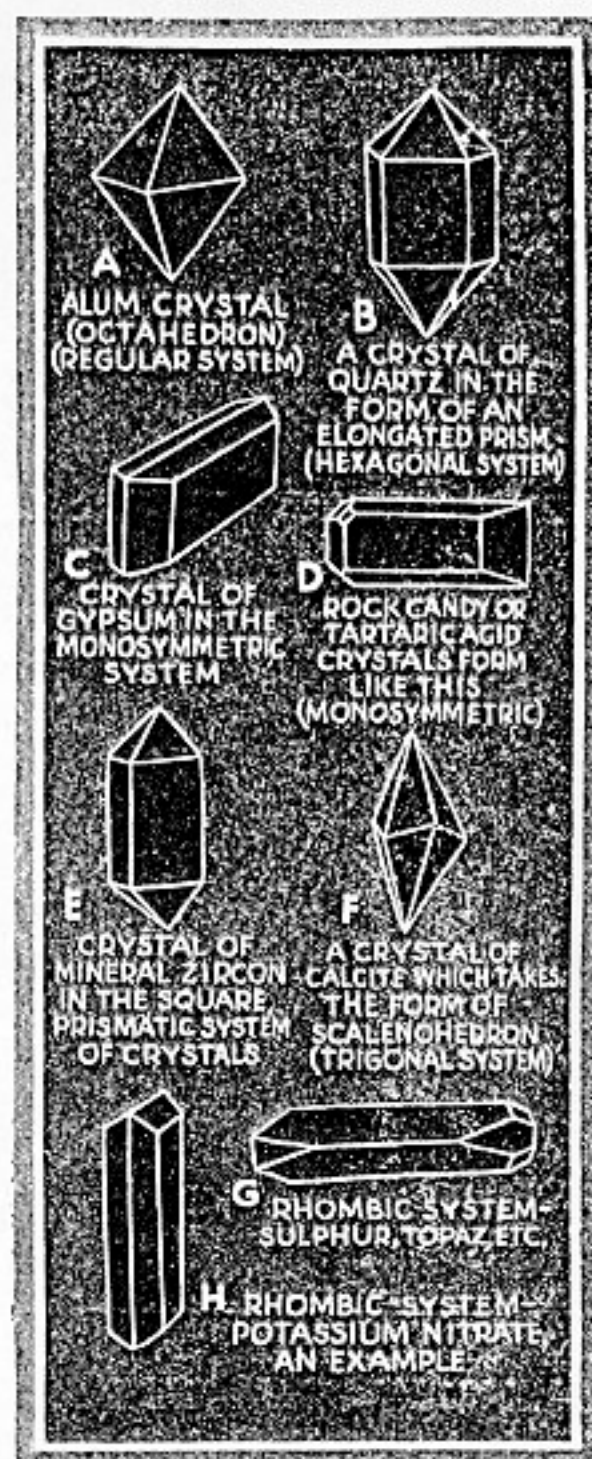 A
ALUM CRYSTAL
(OCTAHEDRON)
(REGULAR SYSTEM)
B
A CRYSTAL OF
QUARTZ IN THE
FORM OF AN
ELONGATED PRISM
(HEXAGONAL SYSTEM)
C
CRYSTAL OF
GYPSUM IN THE
MONOSYMMETRIC
SYSTEM
D
ROCK CANDY OR
TARTARIC ACID
CRYSTALS FORM
LIKE THIS
(MONOSYMMETRIC)
E
CRYSTAL OF
MINERAL ZIRCON
IN THE SQUARE
PRISMATIC SYSTEM
OF CRYSTALS
F
A CRYSTAL OF
CALCITE WHICH TAKES
THE FORM OF
SCALENOHEDRON
(TRIGONAL SYSTEM)
G
RHOMBIC SYSTEM-
SULPHUR, TOPAZ, ETC,
H RHOMBIC-SYSTEM-
POTASSIUM NITRATE,
AN EXAMPLE